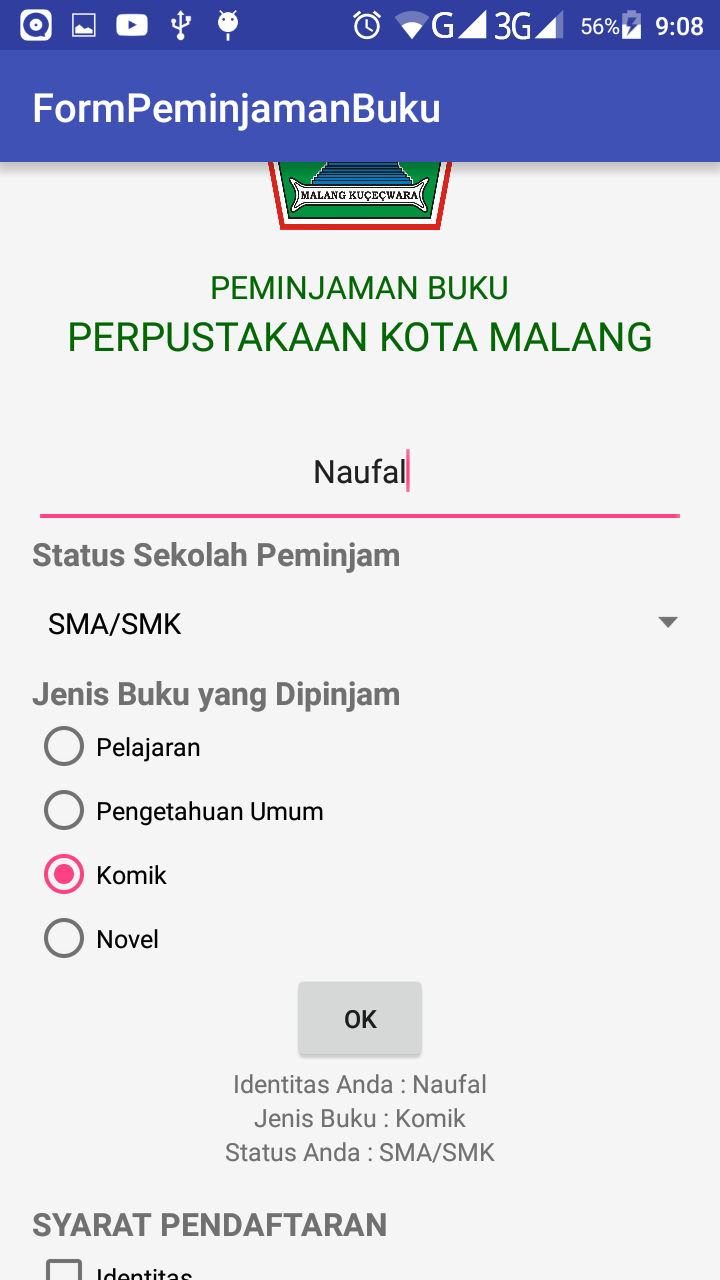 G 3G 56% 9:08
FormPeminjamanBuku
MALANG KUÇEÇWARA
PEMINJAMAN BUKU
PERPUSTAKAAN KOTA MALANG
Naufal
Status Sekolah Peminjam
SMA/SMK
Jenis Buku yang Dipinjam
Pelajaran
Pengetahuan Umum
Komik
Novel
OK
Identitas Anda : Naufal
Jenis Buku : Komik
Status Anda : SMA/SMK
SYARAT PENDAFTARAN
Identitas